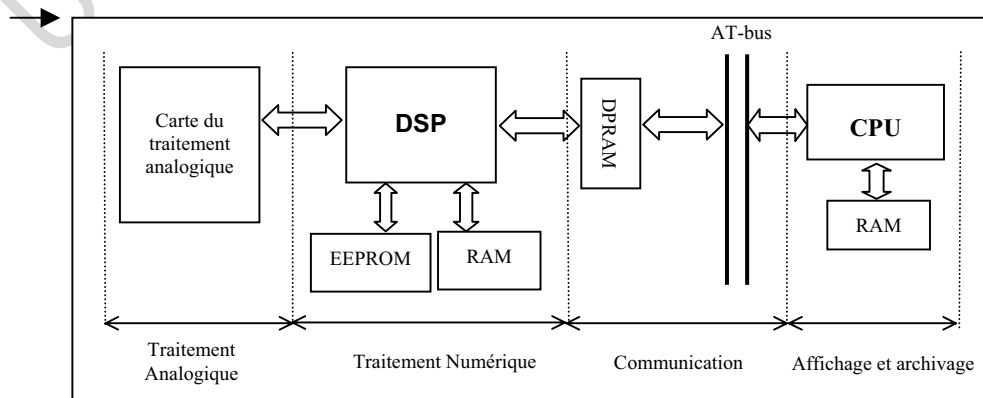 AT-bus
Carte du
traitement
analogique
DSP
DPRAM
CPU
EEPROM
RAM
RAM
Traitement
Analogique
Traitement Numérique
Communication
Affichage et archivage